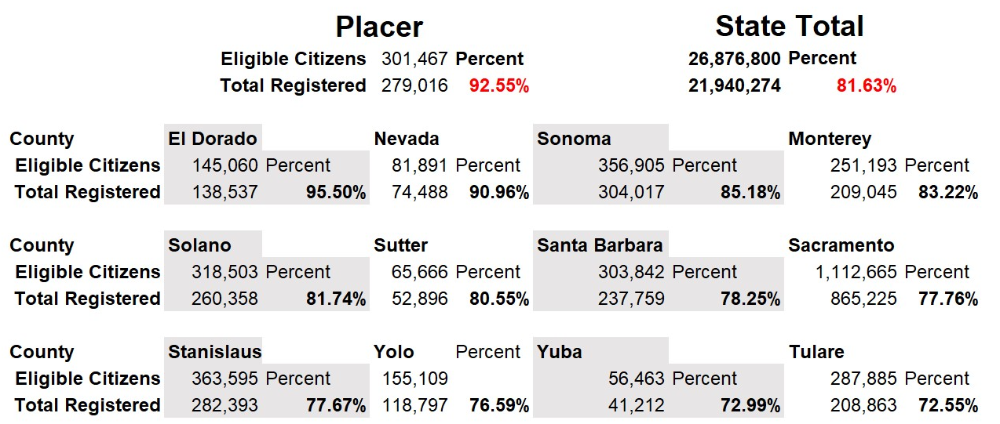 Placer State Total
Eligible Citizens 301,467 Percent 26,876,800 Percent
Total Registered 279,016 92.55% 21,940,274 81.63%
County El Dorado Nevada Sonoma Monterey
Eligible Citizens 145,060 Percent 81,891 Percent 356,905 Percent 251,193 Percent
Total Registered 138,537 95.50% 74,488 90.96% 304,017 85.18% 209,045 83.22%
County Solano Sutter Santa Barbara Sacramento
Eligible Citizens 318,503 Percent 65,666 Percent 303,842 Percent 1,112,665 Percent
Total Registered 260,358 81.74% 52,896 80.55% 237,759 78.25% 865,225 77.76%
County Stanislaus Yolo Percent Yuba Tulare
Eligible Citizens 363,595 Percent 155,109 56,463 Percent 287,885 Percent
Total Registered 282,393 77.67% 118,797 76.59% 41,212 72.99% 208,863 72.55%